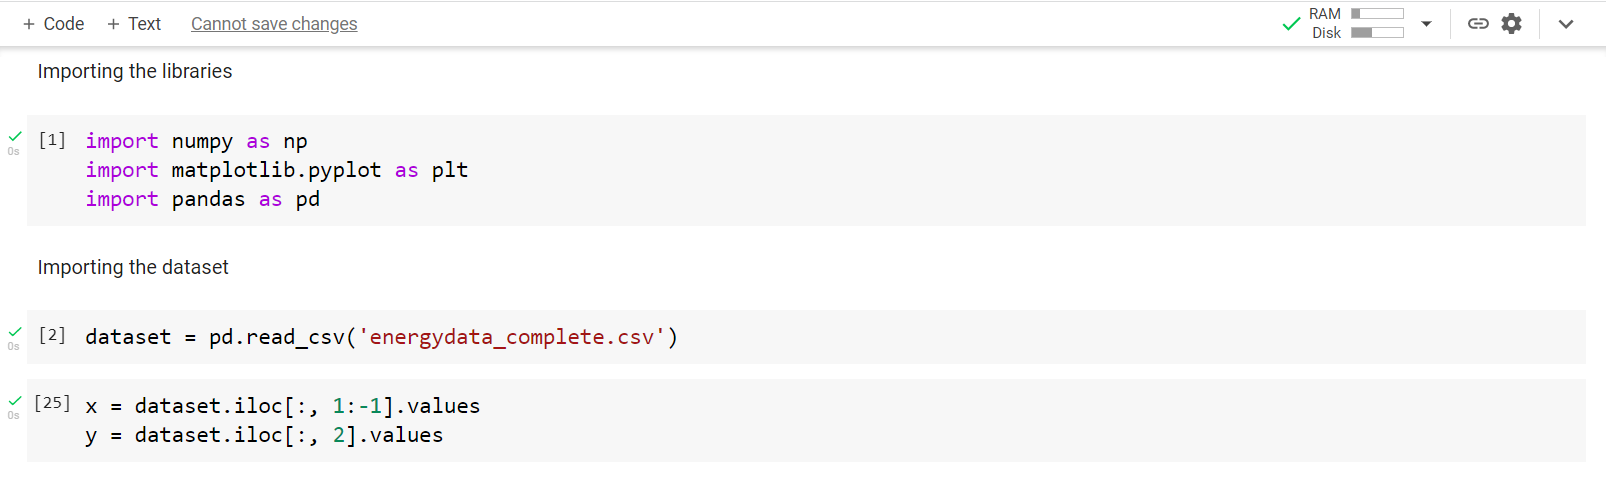 + Code + Text Cannot save changes RAM
Disk
Importing the libraries
[1] import numpy as np
0s
import matplotlib.pyplot as plt
import pandas as pd
Importing the dataset
[2] dataset = pd.read_csv('energydata_complete.csv')
0s
[25] x = dataset.iloc[:, 1:-1].values
0s
y = dataset.iloc[:, 2].values